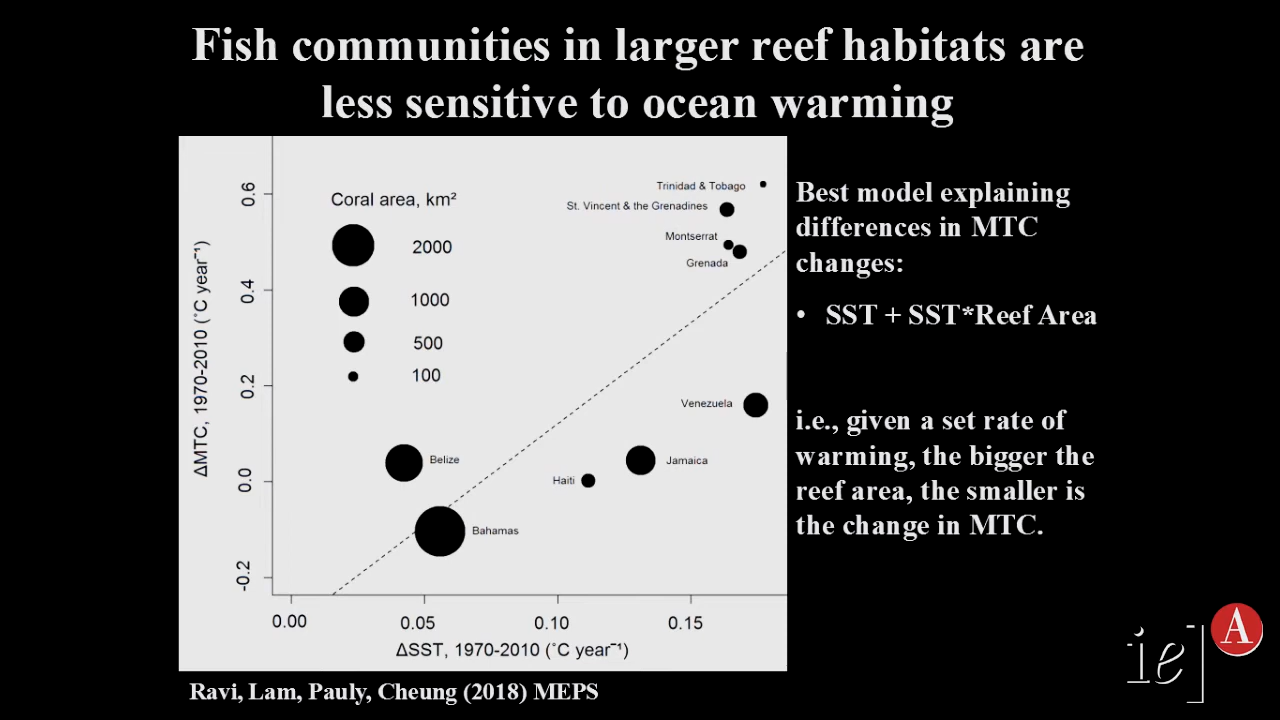 Fish communities in larger reef habitats are
less sensitive to ocean warming
Coral area, km²
2000
1000
500
100
Trinidad & Tobago
St. Vincent & the Grenadines
Montserrat
Grenada
Venezuela
Belize
Jamaica
Haiti
Bahamas
ΔMTC, 1970-2010 (˚C year⁻¹)
0.6
0.4
0.2
0.0
-0.2
0.00
0.05
0.10
0.15
ΔSST, 1970-2010 (˚C year⁻¹)
Best model explaining
differences in MTC
changes:
• SST + SST*Reef Area
i.e., given a set rate of
warming, the bigger the
reef area, the smaller is
the change in MTC.
Ravi, Lam, Pauly, Cheung (2018) MEPS
ie]
A